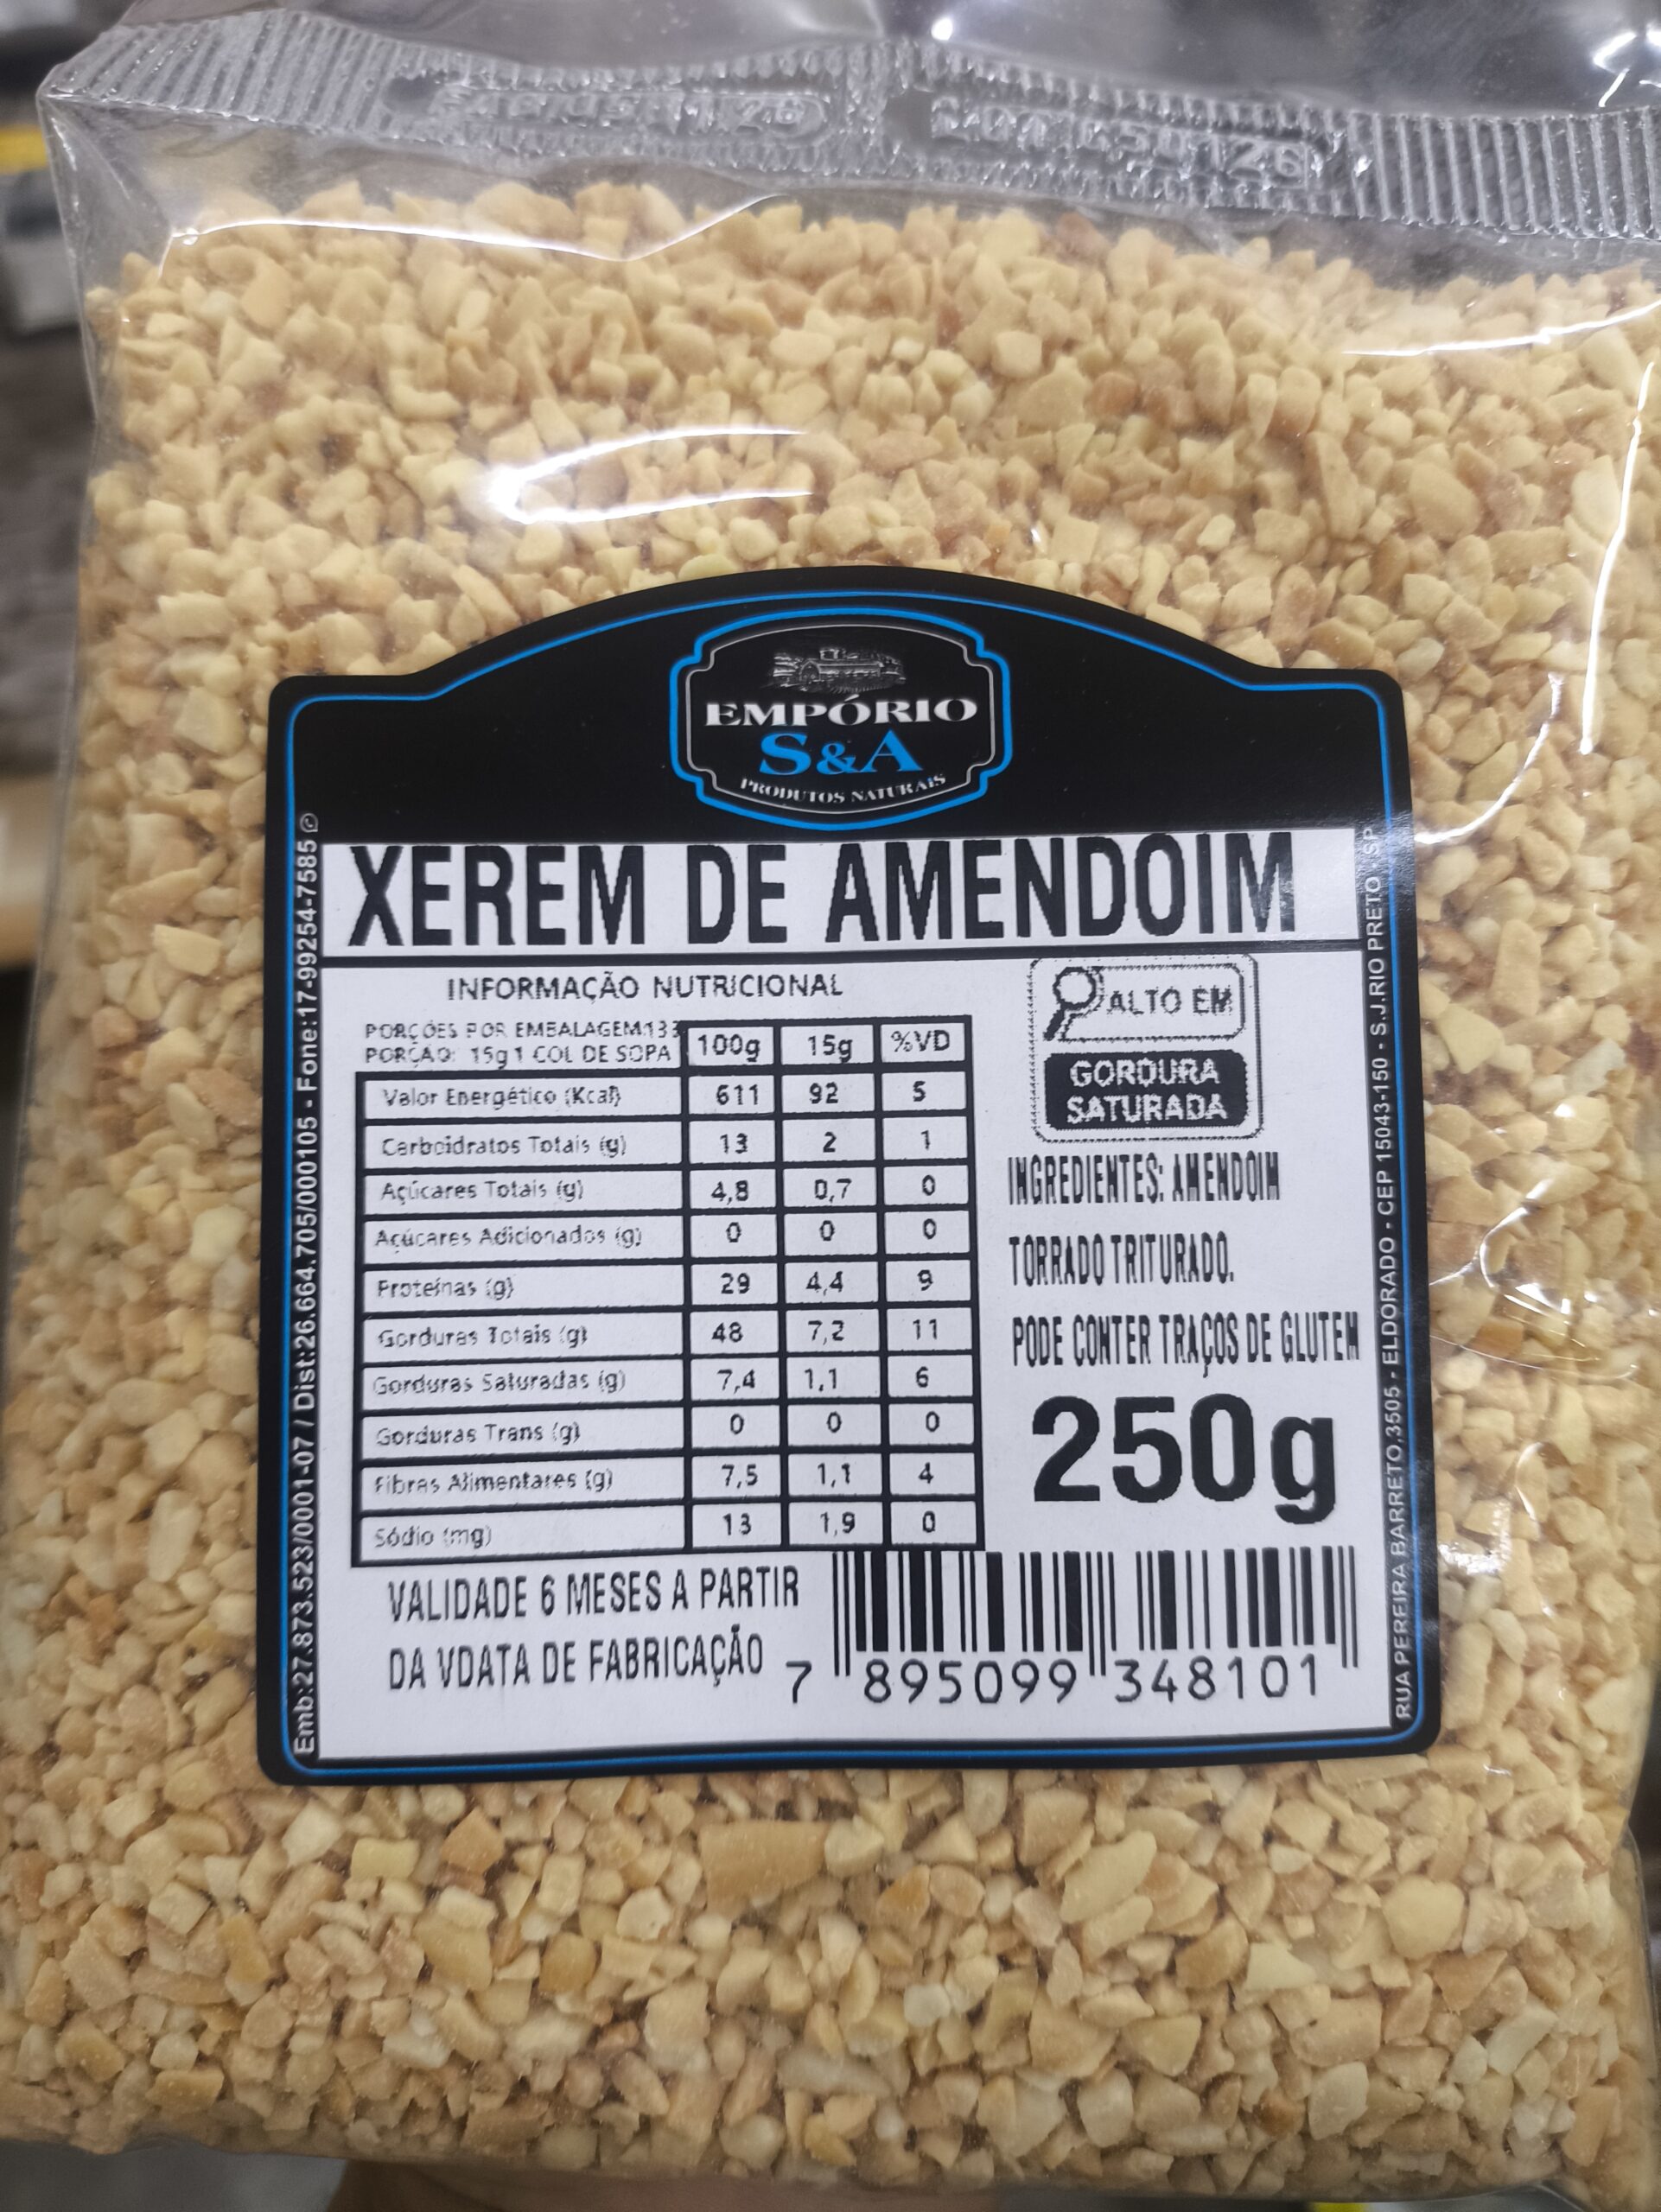 EMPÓRIO
S&A
PRODUTOS NATURAIS
XEREM DE AMENDOIM
INFORMAÇÃO NUTRICIONAL
PORÇÕES POR EMBALAGEM:133
PORÇÃO: 15g 1 COL DE SOPA
100g 15g %VD
Valor Energético (Kcal) 611 92 5
Carboidratos Totais (g) 13 2 1
Açúcares Totais (g) 4,8 0,7 0
Açúcares Adicionados (g) 0 0 0
Proteínas (g) 29 4,4 9
Gorduras Totais (g) 48 7,2 11
Gorduras Saturadas (g) 7,4 1,1 6
Gorduras Trans (g) 0 0 0
Fibras Alimentares (g) 7,5 1,1 4
Sódio (mg) 13 1,9 0
ALTO EM
GORDURA
SATURADA
INGREDIENTES: AMENDOIM
TORRADO TRITURADO.
PODE CONTER TRAÇOS DE GLUTEM
250g
VALIDADE 6 MESES A PARTIR
DA VDATA DE FABRICAÇÃO
7 895099 348101
Emb:27.873.523/0001-07 / Dist:26.664.705/000105 - Fone:17-99254-7585 ©
RUA PEREIRA BARRETO,3505 - ELDORADO - CEP 15043-150 - S.J.RIO PRETO - SP